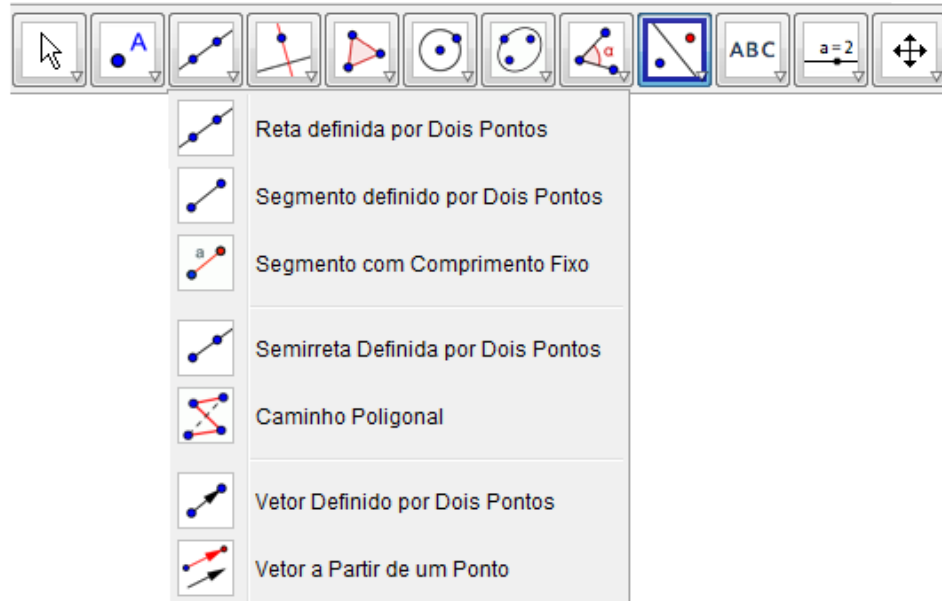 A
α
ABC
a=2
Reta definida por Dois Pontos
Segmento definido por Dois Pontos
a
Segmento com Comprimento Fixo
Semirreta Definida por Dois Pontos
Caminho Poligonal
Vetor Definido por Dois Pontos
Vetor a Partir de um Ponto